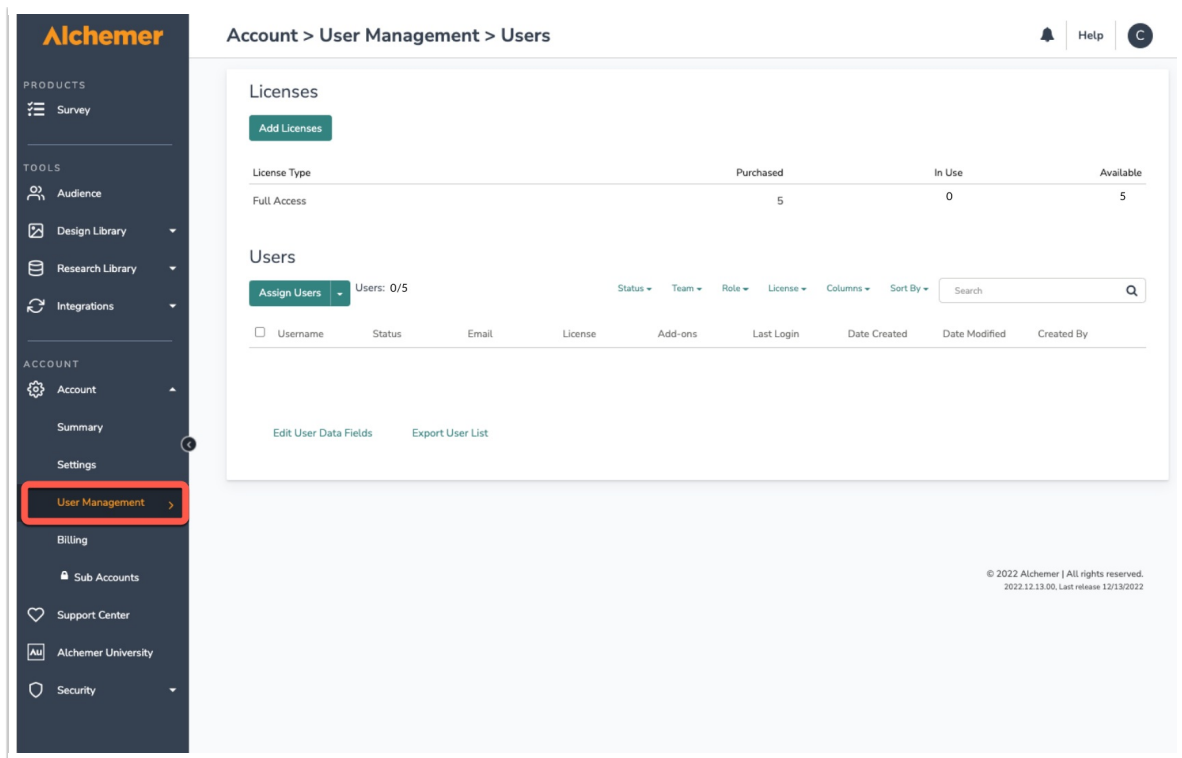 Alchemer
Account > User Management > Users
Help
C
PRODUCTS
Survey
TOOLS
Audience
Design Library
Research Library
Integrations
ACCOUNT
Account
Summary
Settings
User Management
Billing
Sub Accounts
Support Center
AU Alchemer University
Security
Licenses
Add Licenses
License Type Purchased In Use Available
Full Access 5 0 5
Users
Assign Users Users: 0/5 Status Team Role License Columns Sort By Search
Username Status Email License Add-ons Last Login Date Created Date Modified Created By
Edit User Data Fields Export User List
© 2022 Alchemer | All rights reserved.
2022.12.13.00, Last release 12/13/2022